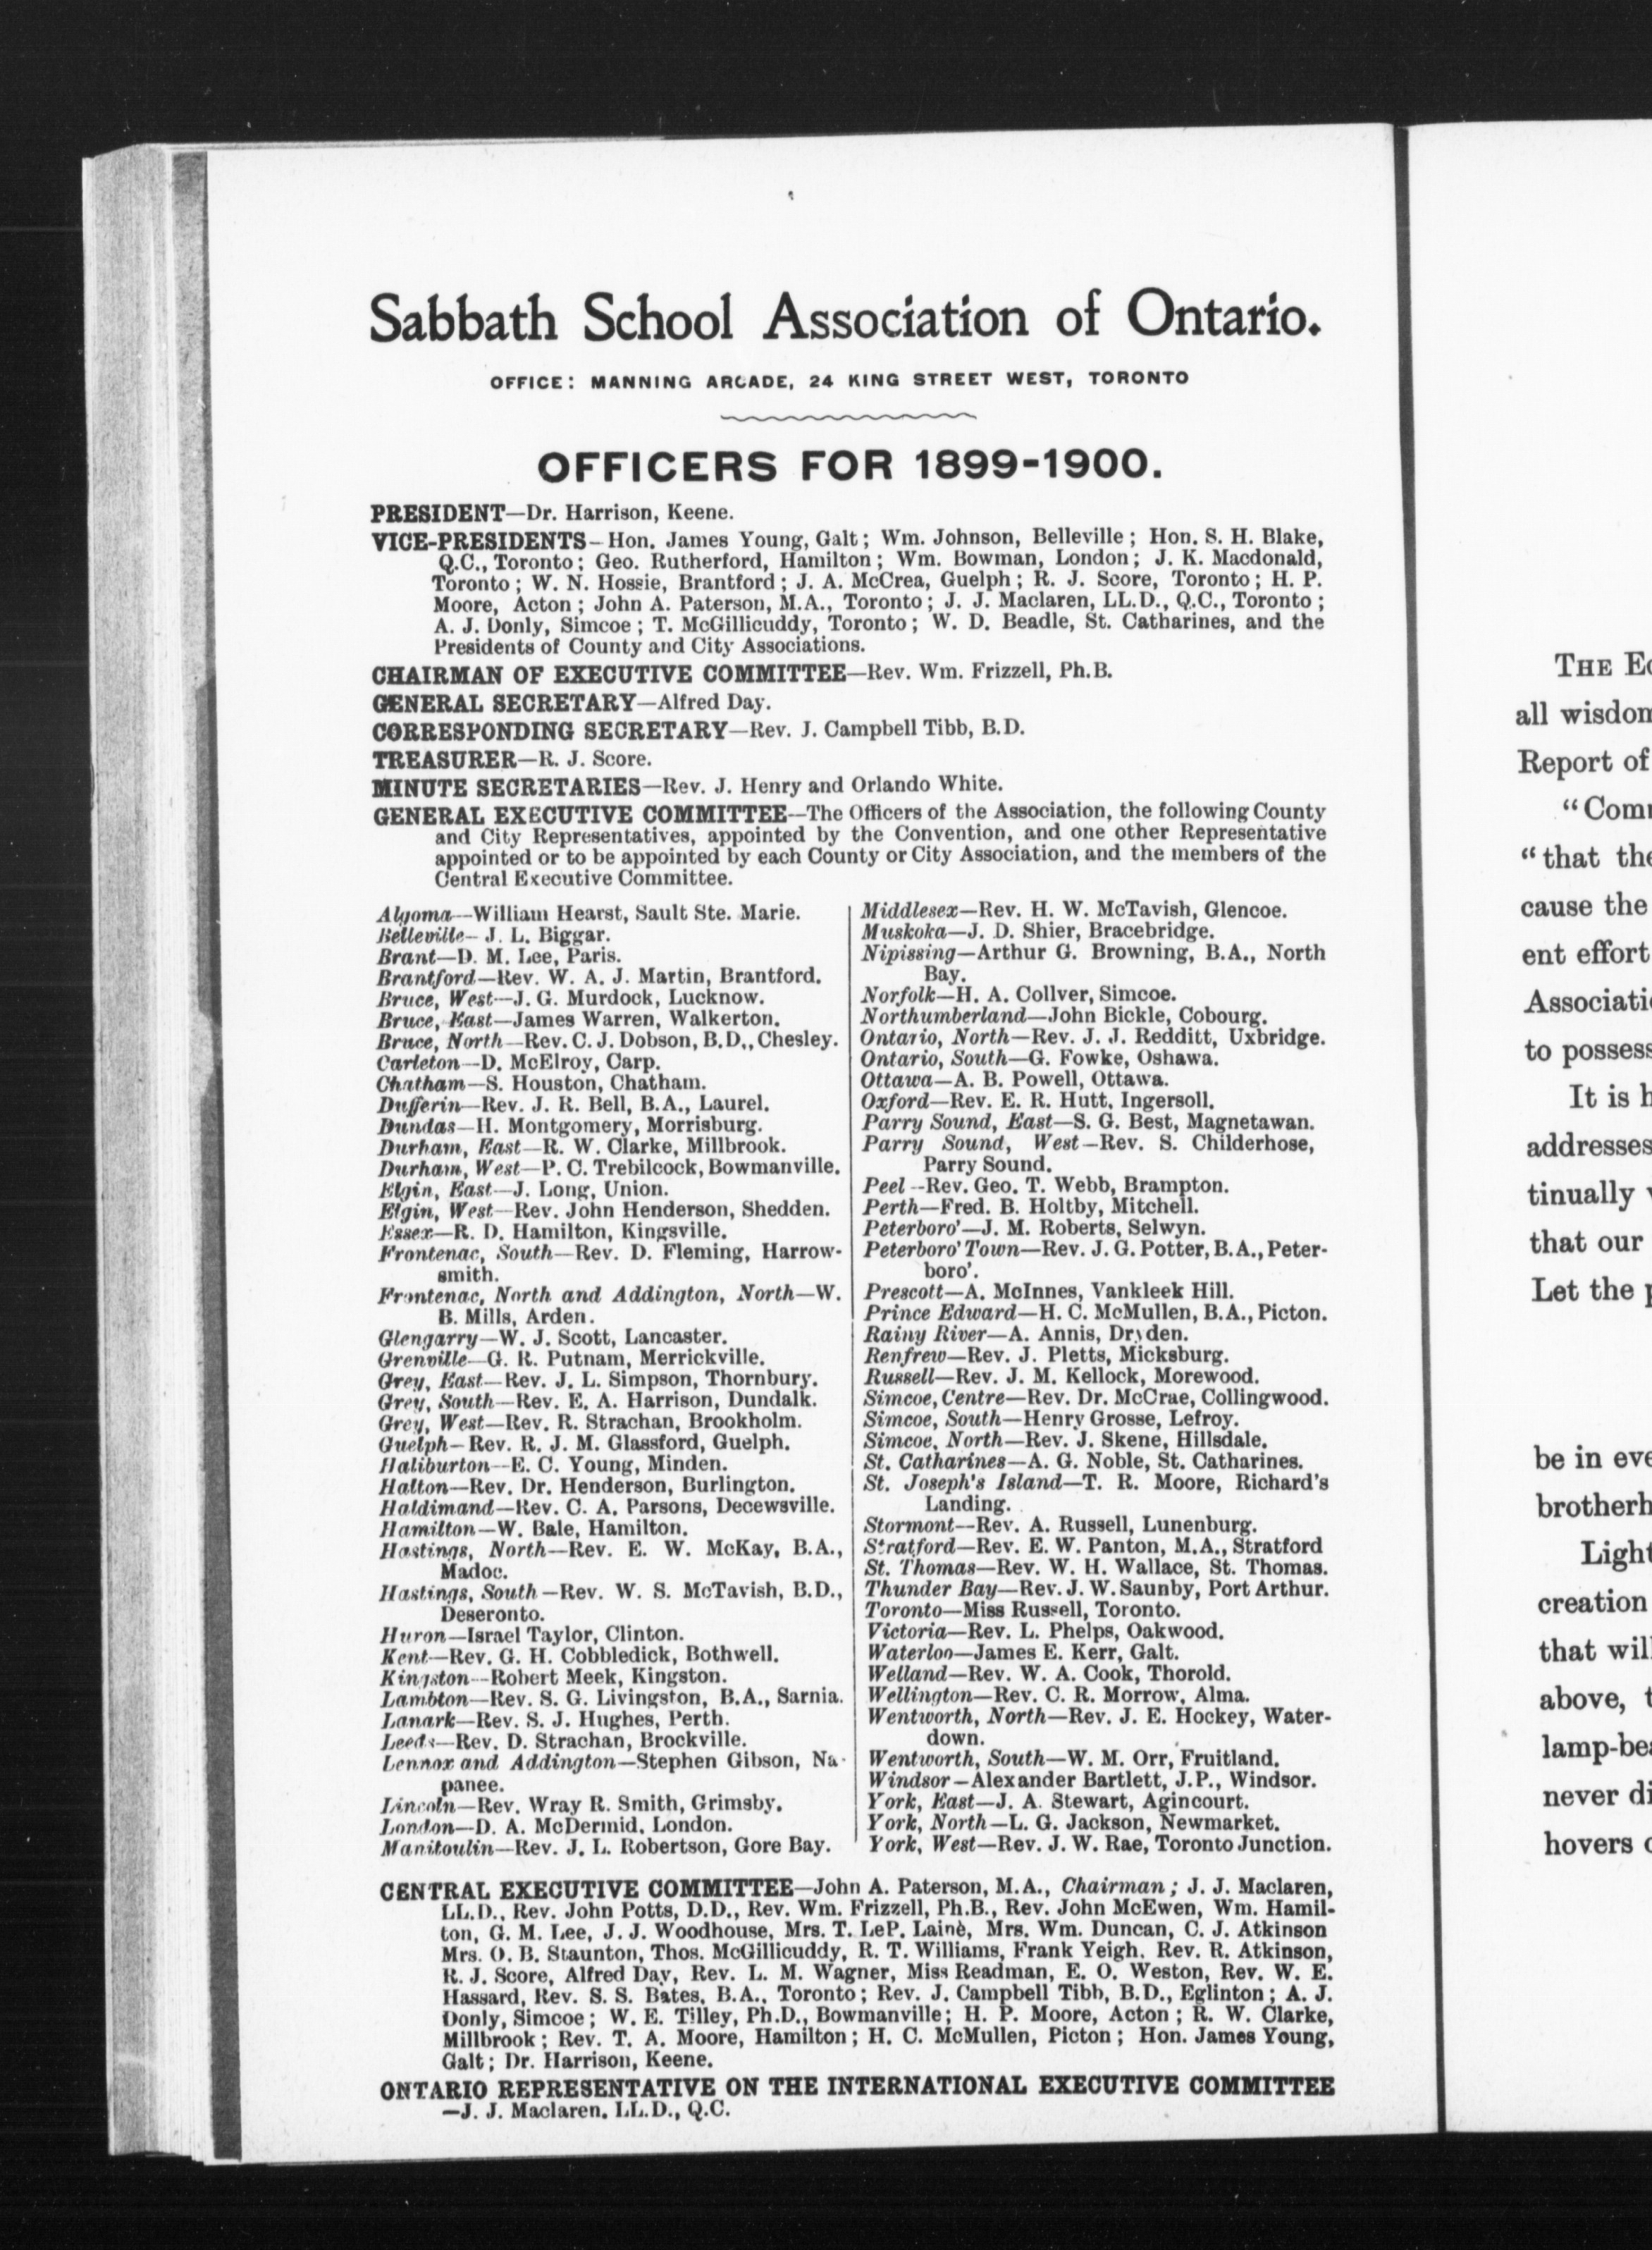 Sabbath School Association of Ontario.
OFFICE: MANNING ARCADE, 24 KING STREET WEST, TORONTO
OFFICERS FOR 1899-1900.
PRESIDENT—Dr. Harrison, Keene.
VICE-PRESIDENTS—Hon. James Young, Galt; Wm. Johnson, Belleville; Hon. S. H. Blake,
Q.C., Toronto; Geo. Rutherford, Hamilton; Wm. Bowman, London; J. K. Macdonald,
Toronto; W. N. Hossie, Brantford; J. A. McCrea, Guelph; R. J. Score, Toronto; H. P.
Moore, Acton; John A. Paterson, M.A., Toronto; J. J. Maclaren, LL.D., Q.C., Toronto;
A. J. Donly, Simcoe; T. McGillicuddy, Toronto; W. D. Beadle, St. Catharines, and the
Presidents of County and City Associations.
CHAIRMAN OF EXECUTIVE COMMITTEE—Rev. Wm. Frizzell, Ph.B.
GENERAL SECRETARY—Alfred Day.
CORRESPONDING SECRETARY—Rev. J. Campbell Tibb, B.D.
TREASURER—R. J. Score.
MINUTE SECRETARIES—Rev. J. Henry and Orlando White.
GENERAL EXECUTIVE COMMITTEE—The Officers of the Association, the following County
and City Representatives, appointed by the Convention, and one other Representative
appointed or to be appointed by each County or City Association, and the members of the
Central Executive Committee.
Algoma—William Hearst, Sault Ste. Marie.
Belleville—J. L. Biggar.
Brant—D. M. Lee, Paris.
Brantford—Rev. W. A. J. Martin, Brantford.
Bruce, West—J. G. Murdock, Lucknow.
Bruce, East—James Warren, Walkerton.
Bruce, North—Rev. C. J. Dobson, B.D., Chesley.
Carleton—D. McElroy, Carp.
Chatham—S. Houston, Chatham.
Dufferin—Rev. J. R. Bell, B.A., Laurel.
Dundas—H. Montgomery, Morrisburg.
Durham, East—R. W. Clarke, Millbrook.
Durham, West—P. C. Trebilcock, Bowmanville.
Elgin, East—J. Long, Union.
Elgin, West—Rev. John Henderson, Shedden.
Essex—R. D. Hamilton, Kingsville.
Frontenac, South—Rev. D. Fleming, Harrow-
smith.
Frontenac, North and Addington, North—W.
B. Mills, Arden.
Glengarry—W. J. Scott, Lancaster.
Grenville—G. R. Putnam, Merrickville.
Grey, East—Rev. J. L. Simpson, Thornbury.
Grey, South—Rev. E. A. Harrison, Dundalk.
Grey, West—Rev. R. Strachan, Brookholm.
Guelph—Rev. R. J. M. Glassford, Guelph.
Haliburton—E. C. Young, Minden.
Halton—Rev. Dr. Henderson, Burlington.
Haldimand—Rev. C. A. Parsons, Decewsville.
Hamilton—W. Bale, Hamilton.
Hastings, North—Rev. E. W. McKay, B.A.,
Madoc.
Hastings, South—Rev. W. S. McTavish, B.D.,
Deseronto.
Huron—Israel Taylor, Clinton.
Kent—Rev. G. H. Cobbledick, Bothwell.
Kingston—Robert Meek, Kingston.
Lambton—Rev. S. G. Livingston, B.A., Sarnia.
Lanark—Rev. S. J. Hughes, Perth.
Leeds—Rev. D. Strachan, Brockville.
Lennox and Addington—Stephen Gibson, Na-
panee.
Lincoln—Rev. Wray R. Smith, Grimsby.
London—D. A. McDermid, London.
Manitoulin—Rev. J. L. Robertson, Gore Bay.
Middlesex—Rev. H. W. McTavish, Glencoe.
Muskoka—J. D. Shier, Bracebridge.
Nipissing—Arthur G. Browning, B.A., North
Bay.
Norfolk—H. A. Collver, Simcoe.
Northumberland—John Bickle, Cobourg.
Ontario, North—Rev. J. J. Redditt, Uxbridge.
Ontario, South—G. Fowke, Oshawa.
Ottawa—A. B. Powell, Ottawa.
Oxford—Rev. E. R. Hutt, Ingersoll.
Parry Sound, East—S. G. Best, Magnetawan.
Parry Sound, West—Rev. S. Childerhose,
Parry Sound.
Peel—Rev. Geo. T. Webb, Brampton.
Perth—Fred. B. Holtby, Mitchell.
Peterboro'—J. M. Roberts, Selwyn.
Peterboro' Town—Rev. J. G. Potter, B.A., Peter-
boro'.
Prescott—A. McInnes, Vankleek Hill.
Prince Edward—H. C. McMullen, B.A., Picton.
Rainy River—A. Annis, Dryden.
Renfrew—Rev. J. Pletts, Micksburg.
Russell—Rev. J. M. Kellock, Morewood.
Simcoe, Centre—Rev. Dr. McCrae, Collingwood.
Simcoe, South—Henry Grosse, Lefroy.
Simcoe, North—Rev. J. Skene, Hillsdale.
St. Catharines—A. G. Noble, St. Catharines.
St. Joseph's Island—T. R. Moore, Richard's
Landing.
Stormont—Rev. A. Russell, Lunenburg.
Stratford—Rev. E. W. Panton, M.A., Stratford
St. Thomas—Rev. W. H. Wallace, St. Thomas.
Thunder Bay—Rev. J. W. Saunby, Port Arthur.
Toronto—Miss Russell, Toronto.
Victoria—Rev. L. Phelps, Oakwood.
Waterloo—James E. Kerr, Galt.
Welland—Rev. W. A. Cook, Thorold.
Wellington—Rev. C. R. Morrow, Alma.
Wentworth, North—Rev. J. E. Hockey, Water-
down.
Wentworth, South—W. M. Orr, Fruitland.
Windsor—Alexander Bartlett, J.P., Windsor.
York, East—J. A. Stewart, Agincourt.
York, North—L. G. Jackson, Newmarket.
York, West—Rev. J. W. Rae, Toronto Junction.
CENTRAL EXECUTIVE COMMITTEE—John A. Paterson, M.A., Chairman; J. J. Maclaren,
LL.D., Rev. John Potts, D.D., Rev. Wm. Frizzell, Ph.B., Rev. John McEwen, Wm. Hamil-
ton, G. M. Lee, J. J. Woodhouse, Mrs. T. LeP. Lainè, Mrs. Wm. Duncan, C. J. Atkinson
Mrs. O. B. Staunton, Thos. McGillicuddy, R. T. Williams, Frank Yeigh, Rev. R. Atkinson,
R. J. Score, Alfred Day, Rev. L. M. Wagner, Miss Readman, E. O. Weston, Rev. W. E.
Hassard, Rev. S. S. Bates, B.A., Toronto; Rev. J. Campbell Tibb, B.D., Eglinton; A. J.
Donly, Simcoe; W. E. Tilley, Ph.D., Bowmanville; H. P. Moore, Acton; R. W. Clarke,
Millbrook; Rev. T. A. Moore, Hamilton; H. C. McMullen, Picton; Hon. James Young,
Galt; Dr. Harrison, Keene.
ONTARIO REPRESENTATIVE ON THE INTERNATIONAL EXECUTIVE COMMITTEE
—J. J. Maclaren, LL.D., Q.C.
THE
all wisdom
Report of
"that the
cause the
ent effort
to possess
It is
addresses
tinually
that our
Let the
be in
creation
that
above,
never
hovers